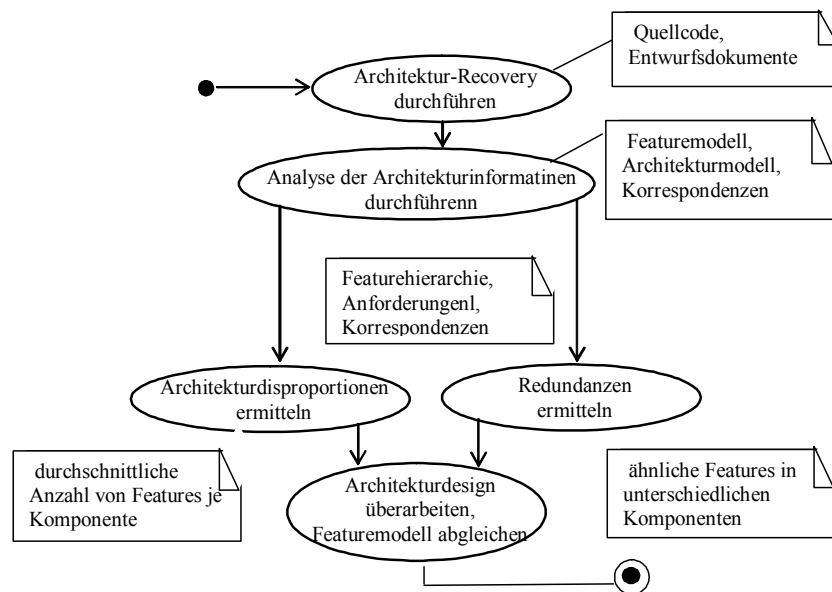 Quellcode,
Entwurfsdokumente
Architektur-Recovery
durchführen
Featuremodell,
Architekturmodell,
Korrespondenzen
Analyse der Architekturinformatinen
durchführenn
Featurehierarchie,
Anforderungenl,
Korrespondenzen
Architekturdisproportionen
ermitteln
Redundanzen
ermitteln
durchschnittliche
Anzahl von Features je
Komponente
Architekturdesign
überarbeiten,
Featuremodell abgleichen
ähnliche Features in
unterschiedlichen
Komponenten